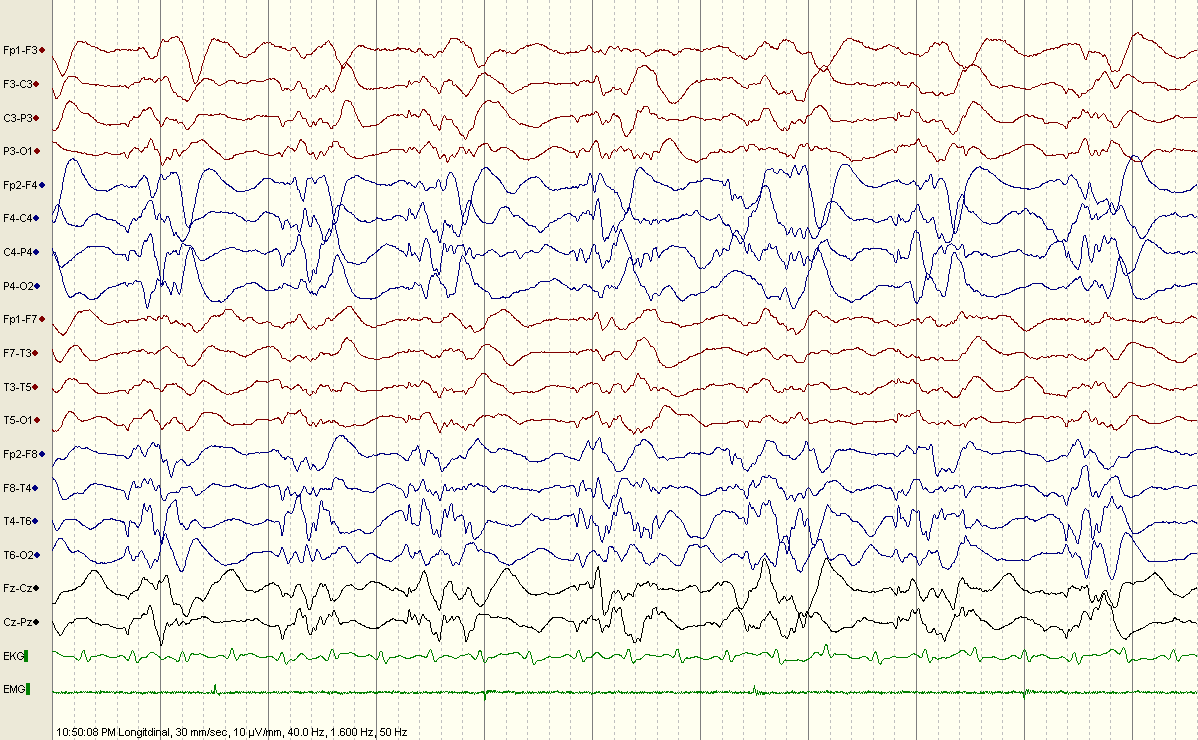 Fp1-F3
F3-C3
C3-P3
P3-O1
Fp2-F4
F4-C4
C4-P4
P4-O2
Fp1-F7
F7-T3
T3-T5
T5-O1
Fp2-F8
F8-T4
T4-T6
T6-O2
Fz-Cz
Cz-Pz
EKG
EMG
10:50:08 PM Longitdinal, 30 mm/sec, 10 µV/mm, 40.0 Hz, 1.600 Hz, 50 Hz